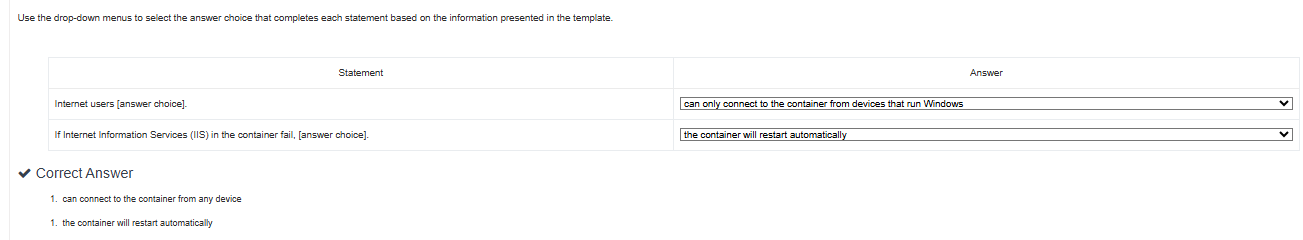 Use the drop-down menus to select the answer choice that completes each statement based on the information presented in the template.
Statement
Answer
Internet users [answer choice].
can only connect to the container from devices that run Windows
If Internet Information Services (IIS) in the container fail, [answer choice].
the container will restart automatically
Correct Answer
1. can connect to the container from any device
1. the container will restart automatically